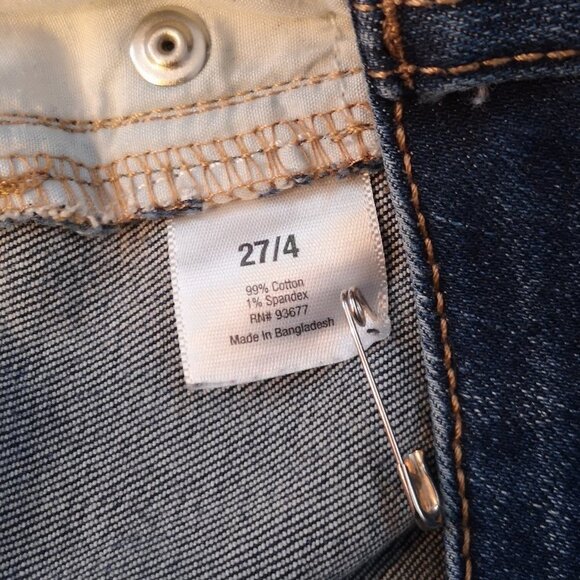 27/4
99% Cotton
1% Spandex
RN# 93677
Made In Bangladesh